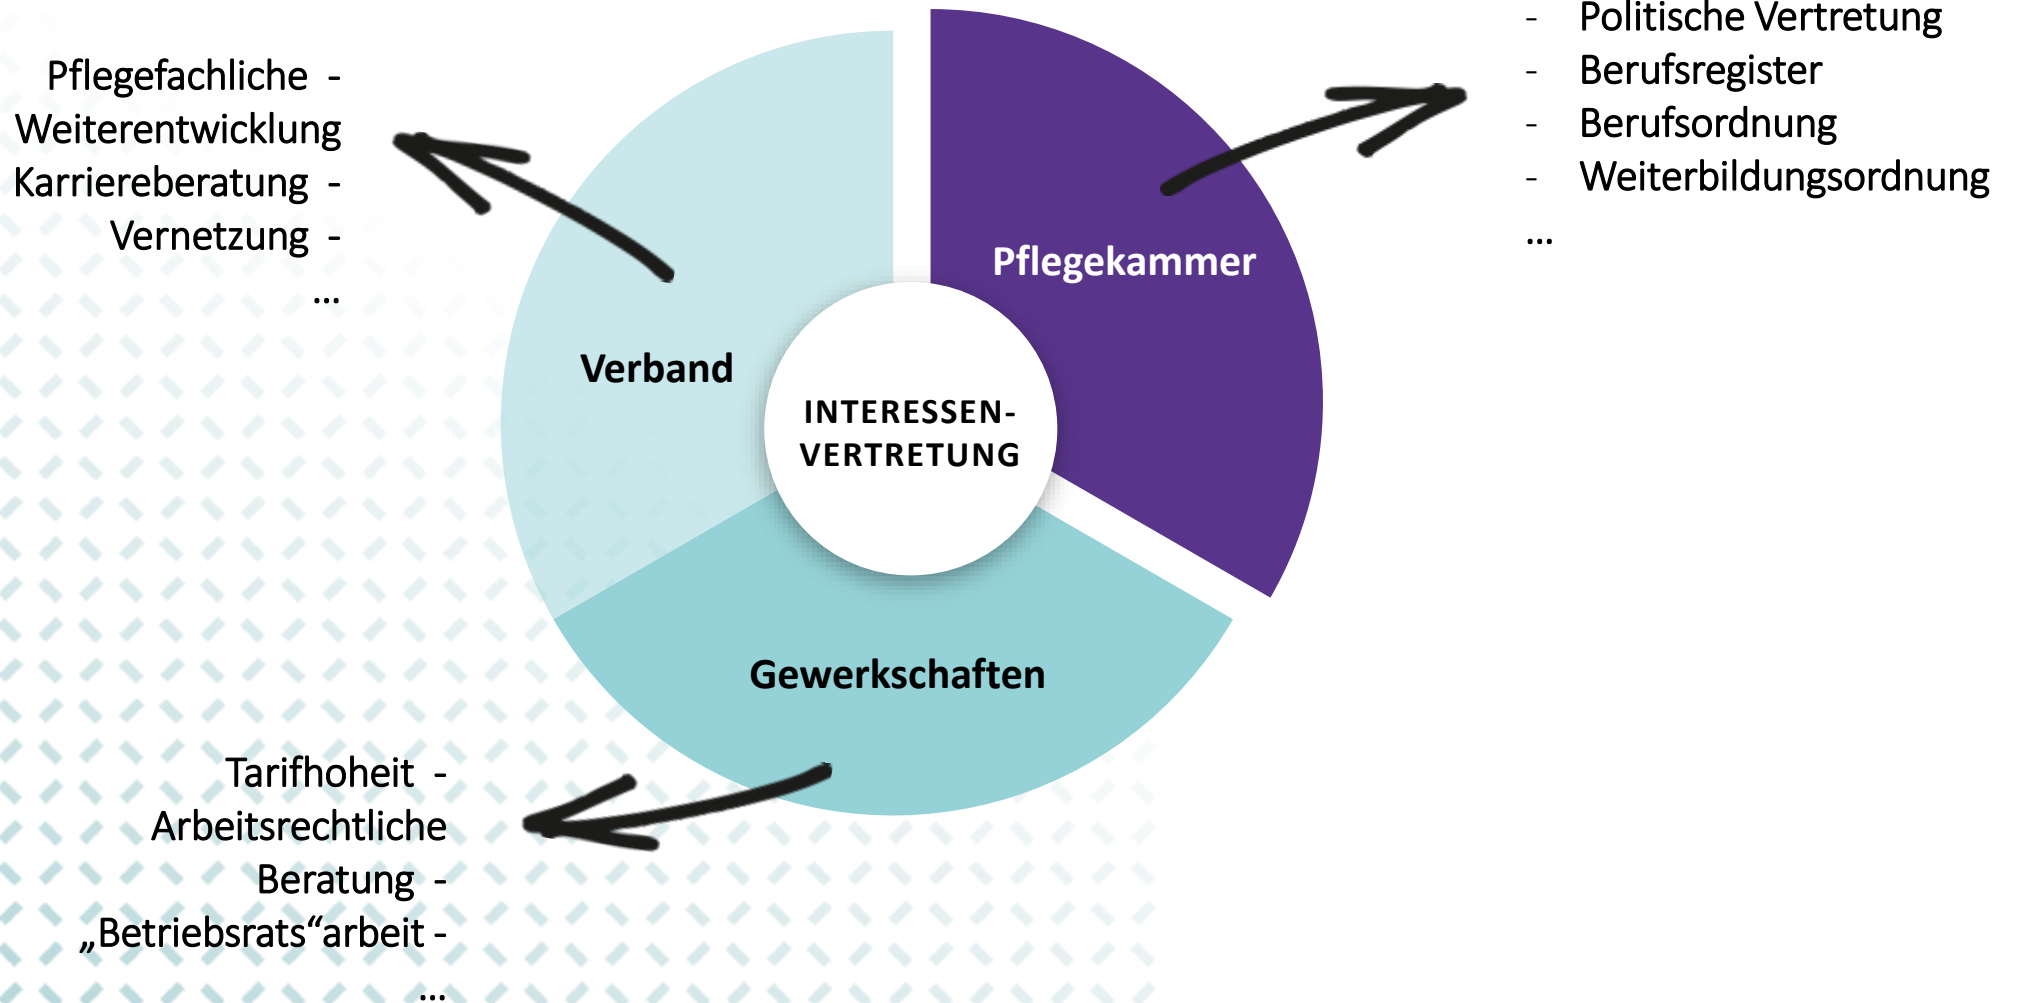 Pflegefachliche -
Weiterentwicklung
Karriereberatung -
Vernetzung -
...
- Politische Vertretung
- Berufsregister
- Berufsordnung
- Weiterbildungsordnung
...
Pflegekammer
Verband
INTERESSEN-
VERTRETUNG
Gewerkschaften
Tarifhoheit -
Arbeitsrechtliche
Beratung -
„Betriebsrats“arbeit -
...